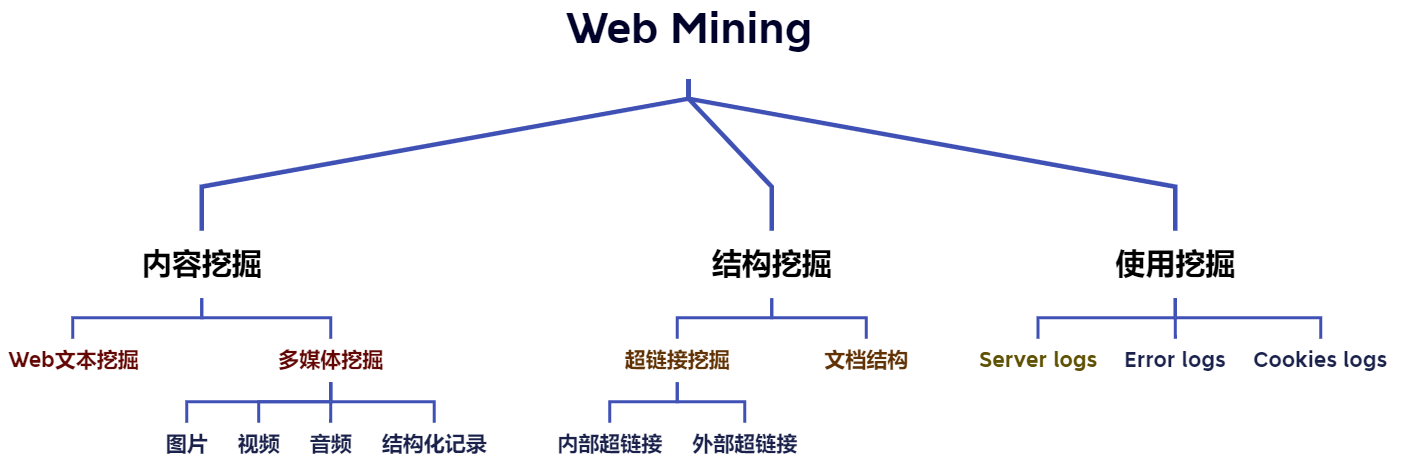 Web Mining
内容挖掘
结构挖掘
使用挖掘
Web文本挖掘
多媒体挖掘
超链接挖掘
文档结构
Server logs
Error logs
Cookies logs
图片
视频
音频
结构化记录
内部超链接
外部超链接